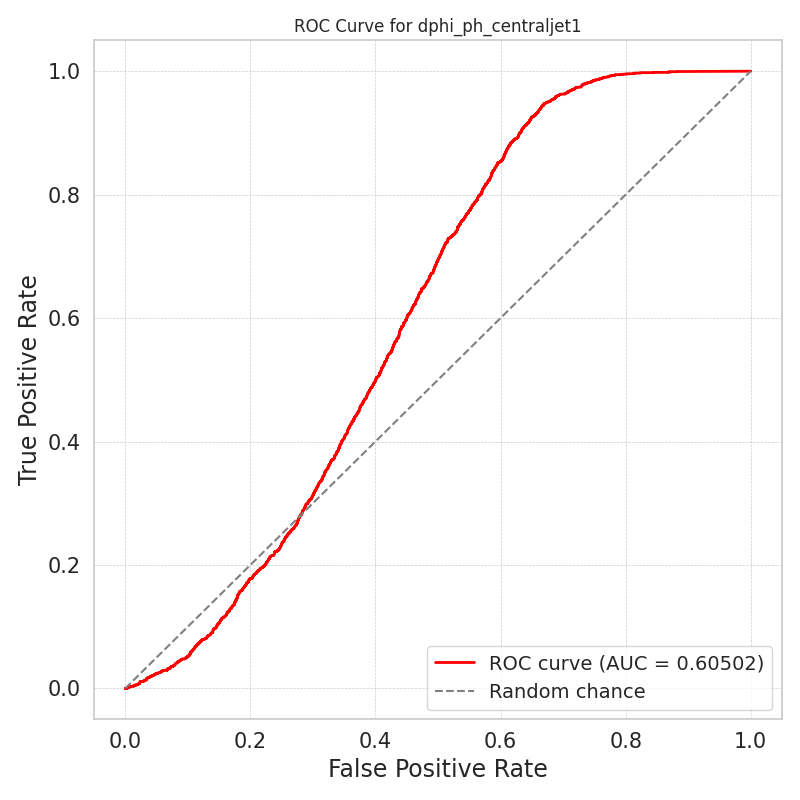 ROC Curve for dphi_ph_centraljet1
True Positive Rate
1.0
0.8
0.6
0.4
0.2
0.0
ROC curve (AUC = 0.60502)
Random chance
0.0 0.2 0.4 0.6 0.8 1.0
False Positive Rate